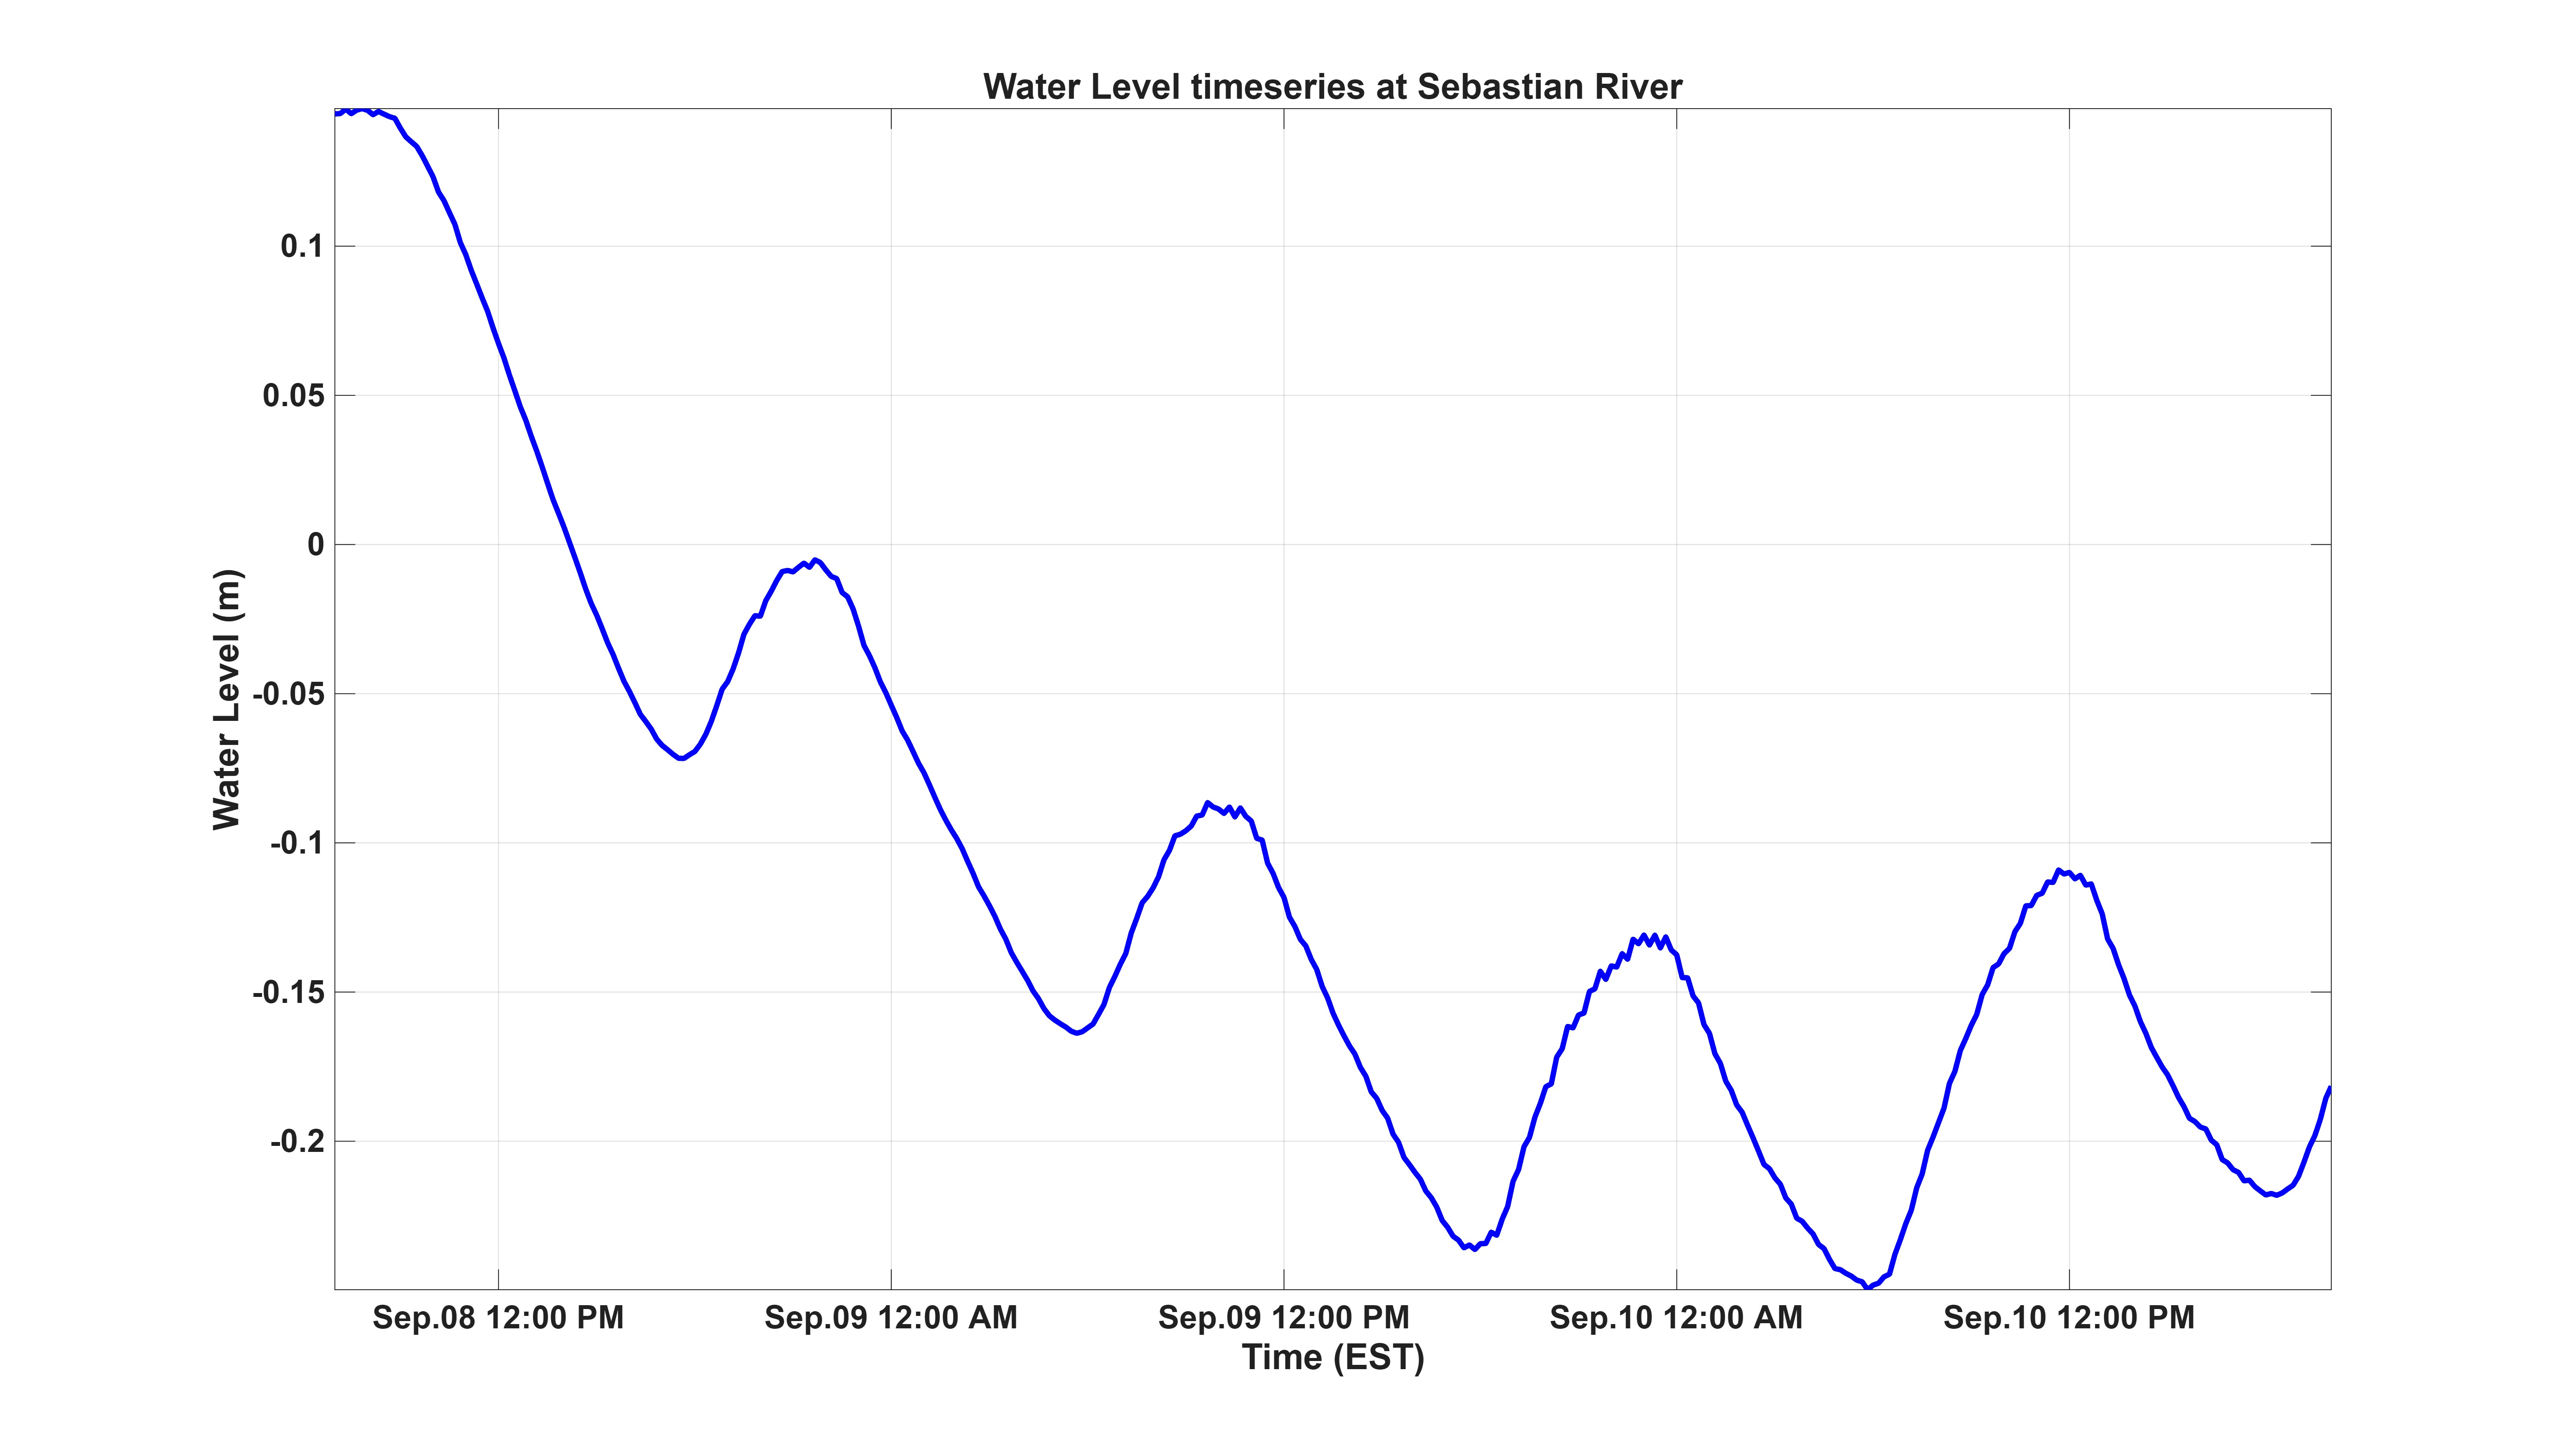 Water Level timeseries at Sebastian River
0.1
0.05
0
-0.05
-0.1
-0.15
-0.2
Water Level (m)
Sep.08 12:00 PM
Sep.09 12:00 AM
Sep.09 12:00 PM
Sep.10 12:00 AM
Sep.10 12:00 PM
Time (EST)